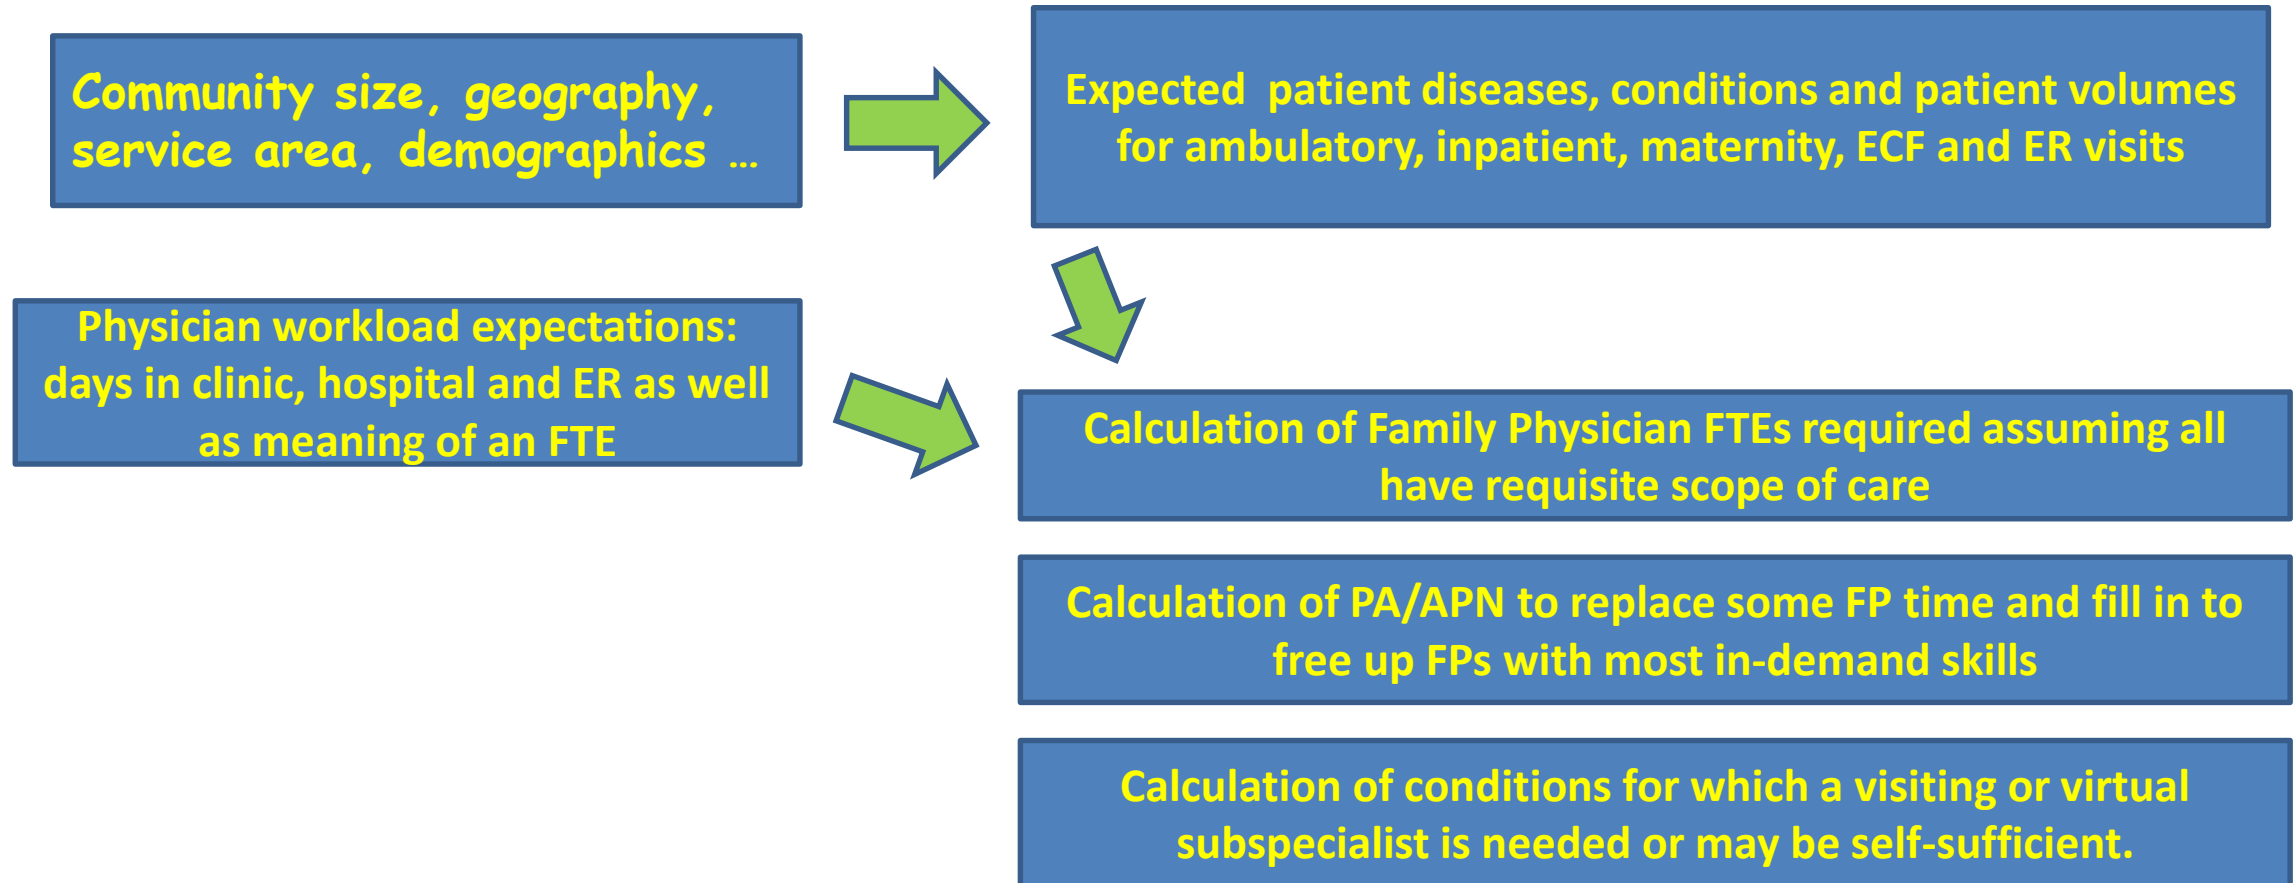 Community size, geography,
service area, demographics …
Expected patient diseases, conditions and patient volumes
for ambulatory, inpatient, maternity, ECF and ER visits
Physician workload expectations:
days in clinic, hospital and ER as well
as meaning of an FTE
Calculation of Family Physician FTEs required assuming all
have requisite scope of care
Calculation of PA/APN to replace some FP time and fill in to
free up FPs with most in-demand skills
Calculation of conditions for which a visiting or virtual
subspecialist is needed or may be self-sufficient.